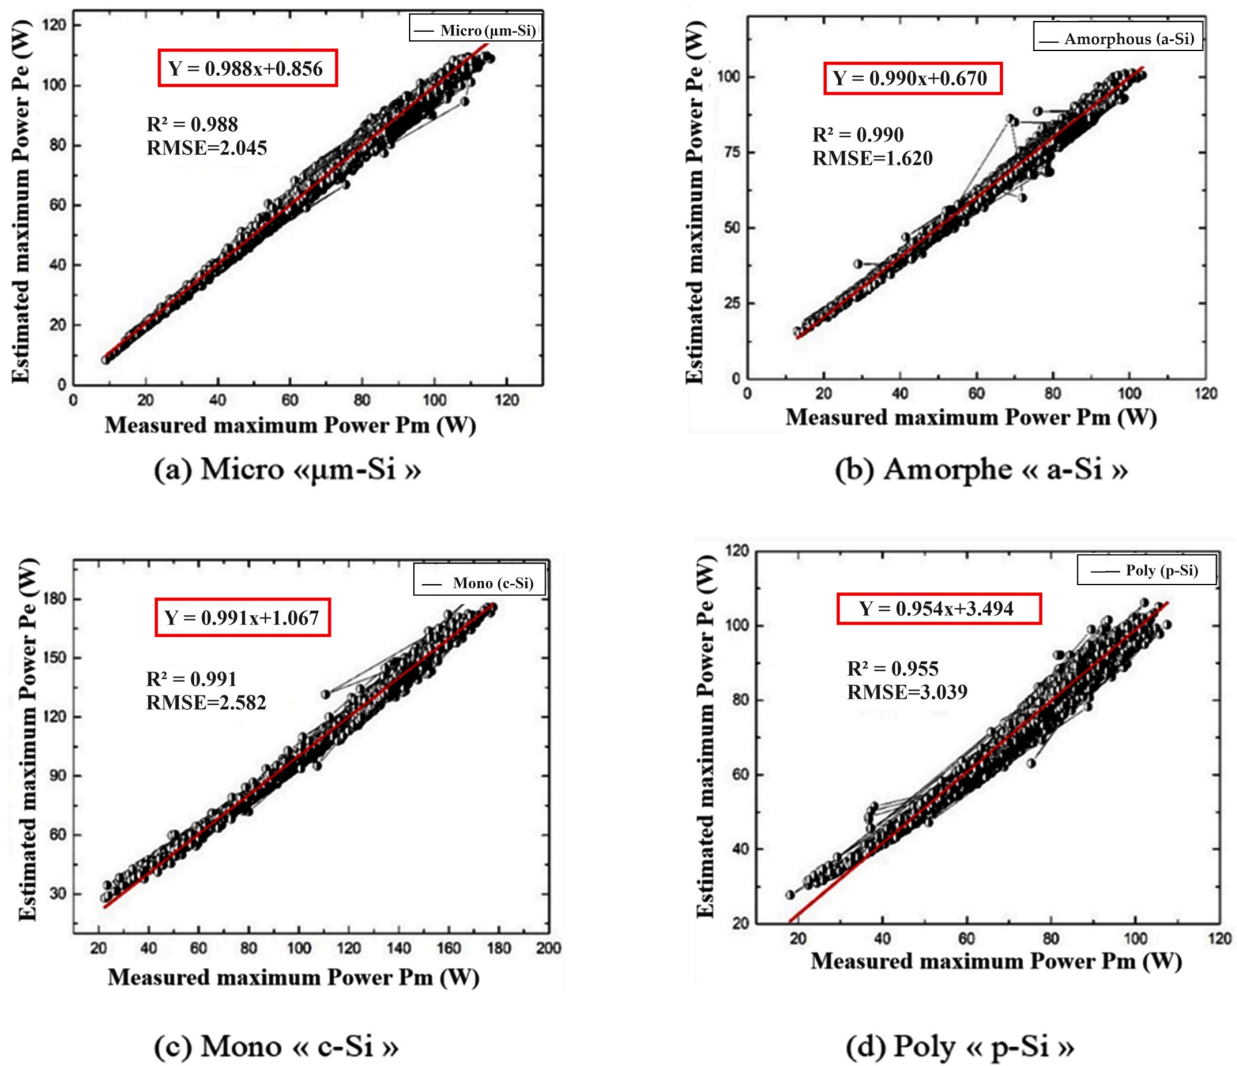 Micro (μm-Si)
Y = 0.988x+0.856
R² = 0.988
RMSE=2.045
Estimated maximum Power Pe (W)
120
100
80
60
40
20
0
0 20 40 60 80 100 120
Measured maximum Power Pm (W)
(a) Micro «μm-Si »
Amorphous (a-Si)
Y = 0.990x+0.670
R² = 0.990
RMSE=1.620
Estimated maximum Power Pe (W)
100
75
50
25
0
0 20 40 60 80 100 120
Measured maximum Power Pm (W)
(b) Amorphe « a-Si »
Mono (c-Si)
Y = 0.991x+1.067
R² = 0.991
RMSE=2.582
Estimated maximum Power Pe (W)
180
150
120
90
60
30
20 40 60 80 100 120 140 160 180 200
Measured maximum Power Pm (W)
(c) Mono « c-Si »
Poly (p-Si)
Y = 0.954x+3.494
R² = 0.955
RMSE=3.039
Estimated maximum Power Pe (W)
120
100
80
60
40
20
20 40 60 80 100 120
Measured maximum Power Pm (W)
(d) Poly « p-Si »